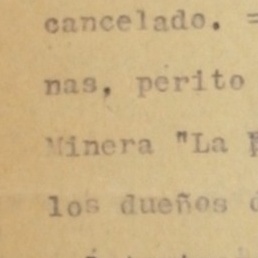 cancelado. =
nas, perito
Minera "La
los dueños